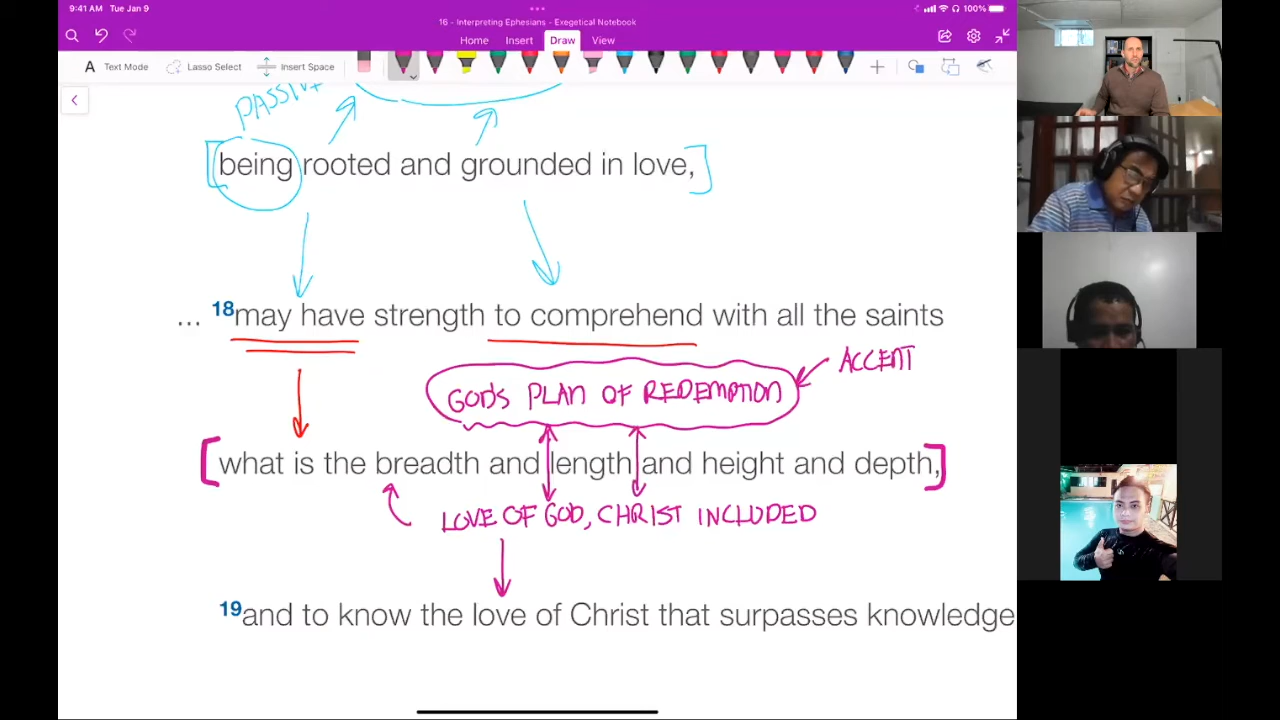 9:41 AM Tue Jan 9
100%
16 - Interpreting Ephesians - Exegetical Notebook
Home Insert Draw View
A Text Mode Lasso Select Insert Space
PASSIVE
[being rooted and grounded in love,]
... 18may have strength to comprehend with all the saints
ACCENT
GOD'S PLAN OF REDEMPTION
[what is the breadth and length and height and depth,]
LOVE OF GOD, CHRIST INCLUDED
19and to know the love of Christ that surpasses knowledge